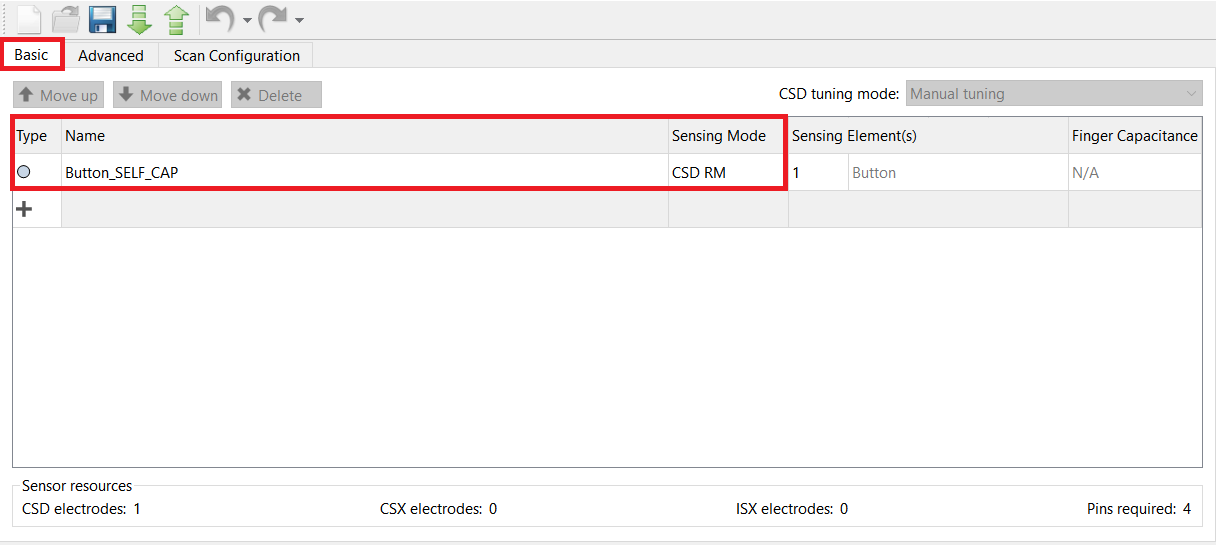 Basic Advanced Scan Configuration
Move up Move down Delete CSD tuning mode: Manual tuning
Type Name Sensing Mode Sensing Element(s) Finger Capacitance
Button_SELF_CAP CSD RM 1 Button N/A
Sensor resources
CSD electrodes: 1 CSX electrodes: 0 ISX electrodes: 0 Pins required: 4